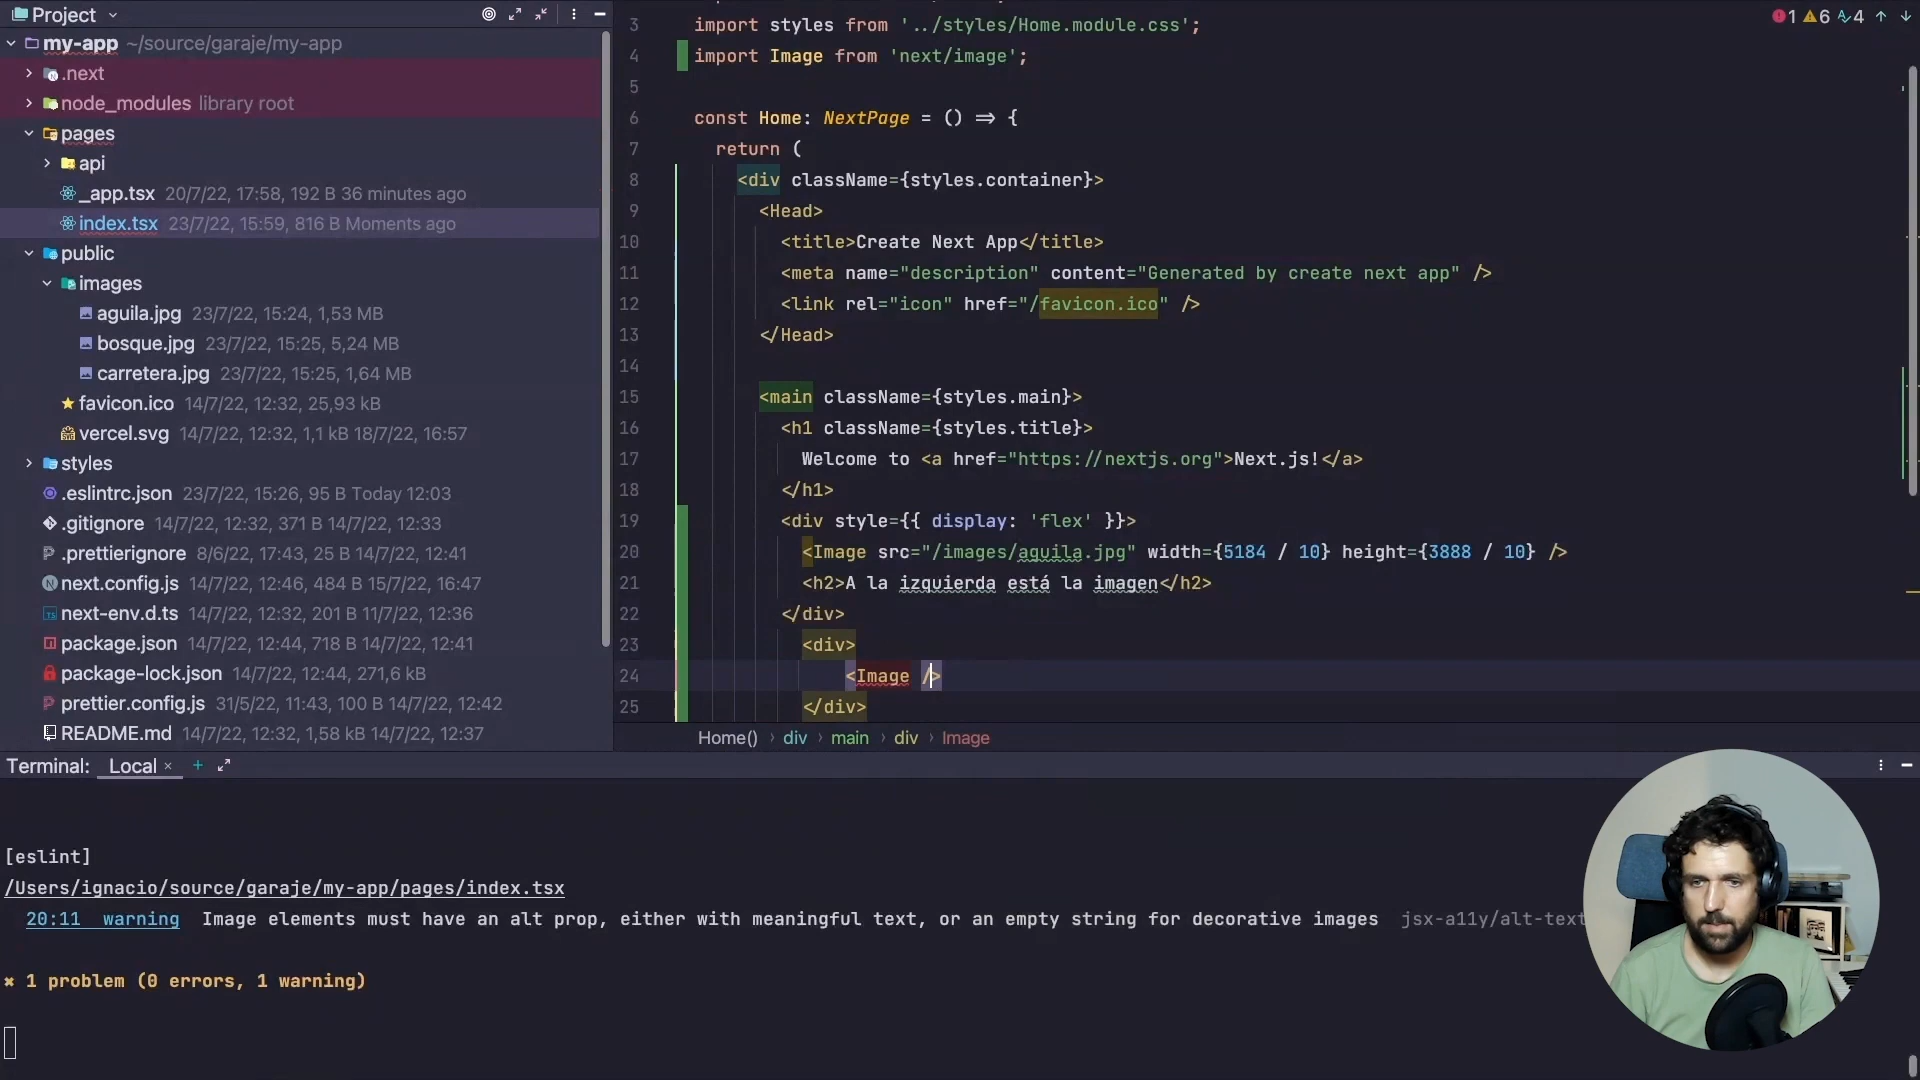 Project
my-app ~/source/garaje/my-app
.next
node_modules library root
pages
api
_app.tsx 20/7/22, 17:58, 192 B 36 minutes ago
index.tsx 23/7/22, 15:59, 816 B Moments ago
public
images
aguila.jpg 23/7/22, 15:24, 1,53 MB
bosque.jpg 23/7/22, 15:25, 5,24 MB
carretera.jpg 23/7/22, 15:25, 1,64 MB
favicon.ico 14/7/22, 12:32, 25,93 kB
vercel.svg 14/7/22, 12:32, 1,1 kB 18/7/22, 16:57
styles
.eslintrc.json 23/7/22, 15:26, 95 B Today 12:03
.gitignore 14/7/22, 12:32, 371 B 14/7/22, 12:33
.prettierignore 8/6/22, 17:43, 25 B 14/7/22, 12:41
next.config.js 14/7/22, 12:46, 484 B 15/7/22, 16:47
next-env.d.ts 14/7/22, 12:32, 201 B 11/7/22, 12:36
package.json 14/7/22, 12:44, 718 B 14/7/22, 12:41
package-lock.json 14/7/22, 12:44, 271,6 kB
prettier.config.js 31/5/22, 11:43, 100 B 14/7/22, 12:42
README.md 14/7/22, 12:32, 1,58 kB 14/7/22, 12:37
1 6 4
3 import styles from '../styles/Home.module.css';
4 import Image from 'next/image';
5
6 const Home: NextPage = () => {
7 return (
8 <div className={styles.container}>
9 <Head>
10 <title>Create Next App</title>
11 <meta name="description" content="Generated by create next app" />
12 <link rel="icon" href="/favicon.ico" />
13 </Head>
14
15 <main className={styles.main}>
16 <h1 className={styles.title}>
17 Welcome to <a href="https://nextjs.org">Next.js!</a>
18 </h1>
19 <div style={{ display: 'flex' }}>
20 <Image src="/images/aguila.jpg" width={5184 / 10} height={3888 / 10} />
21 <h2>A la izquierda está la imagen</h2>
22 </div>
23 <div>
24 <Image />
25 </div>
Home() › div › main › div › Image
Terminal: Local × +
[eslint]
/Users/ignacio/source/garaje/my-app/pages/index.tsx
20:11 warning Image elements must have an alt prop, either with meaningful text, or an empty string for decorative images jsx-a11y/alt-text
✖ 1 problem (0 errors, 1 warning)